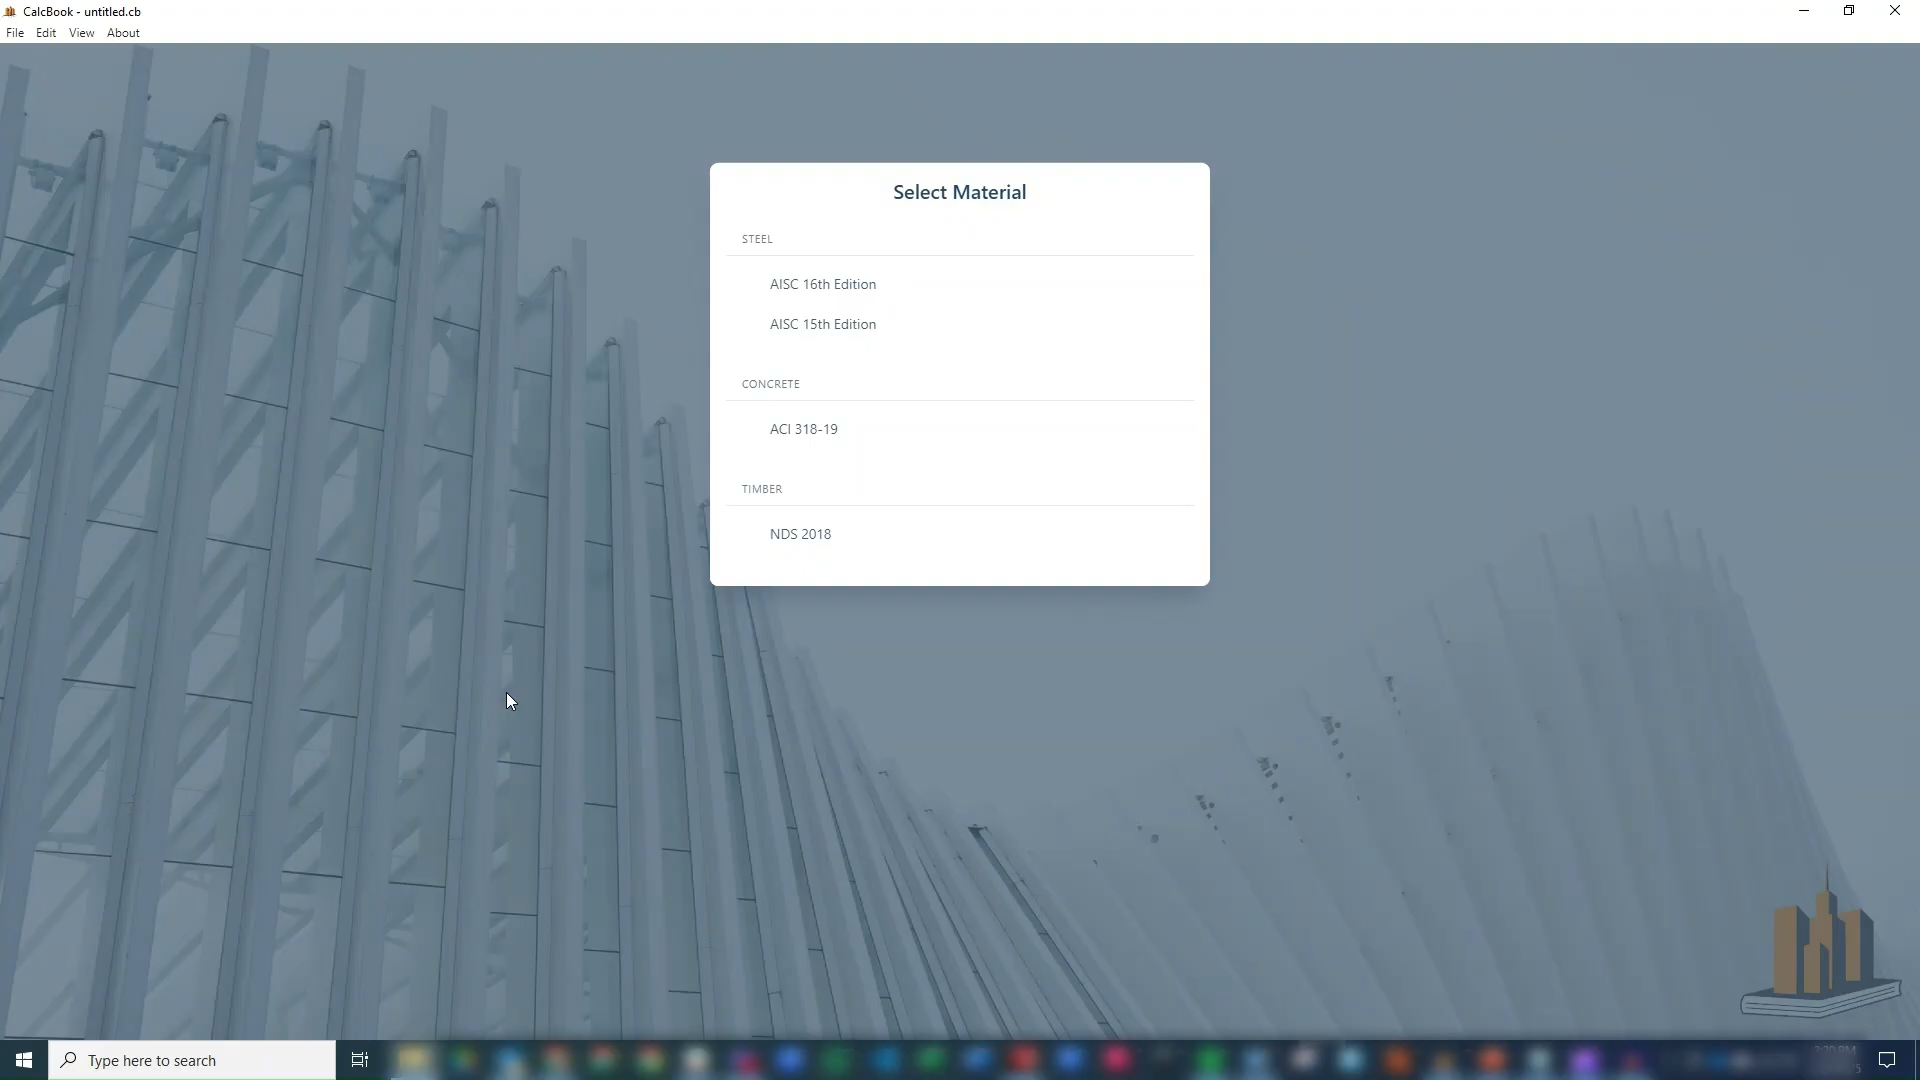 CalcBook - untitled.cb
File Edit View About
Select Material
STEEL
AISC 16th Edition
AISC 15th Edition
CONCRETE
ACI 318-19
TIMBER
NDS 2018
Type here to search